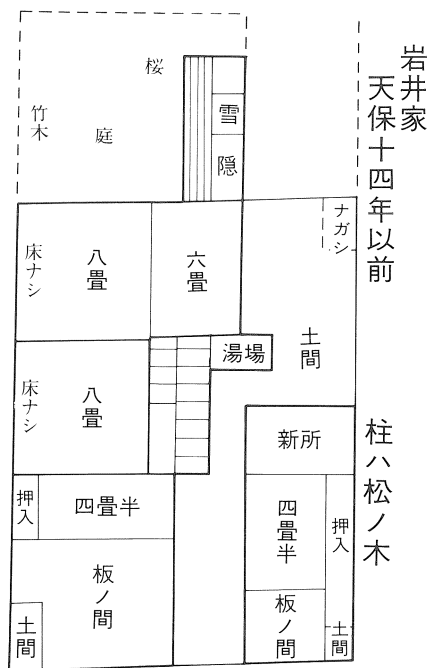 岩井家
天保十四年以前
柱ハ松ノ木
桜
庭
竹木
雪隠
ナガシ
土間
六畳
八畳
床ナシ
湯場
八畳
床ナシ
新所
四畳半
押入
板ノ間
土間
四畳半
押入
板ノ間
土間